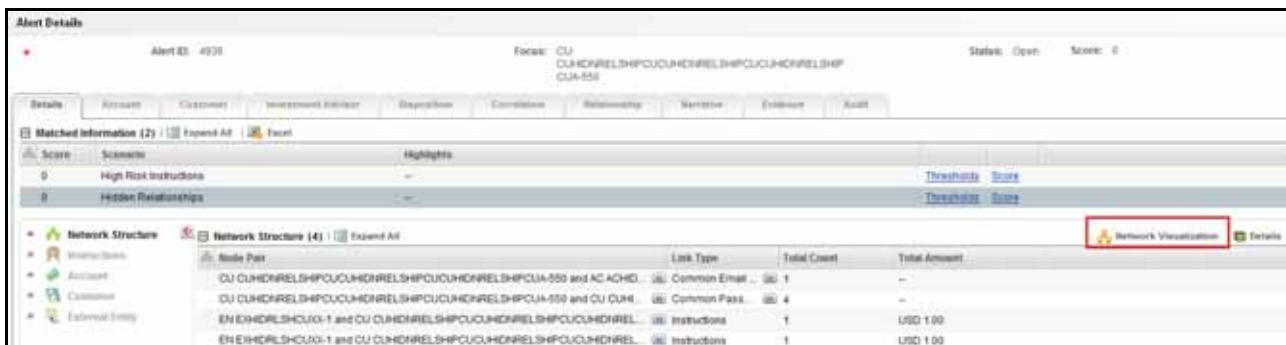 Alert Details
Alert ID: 4938 Focus: CU Status: Open Score: 0
CUHIDNRELSHIPCUCUHIDNRELSHIPCUCUHIDNRELSHIP
CUA-550
Details Account Customer Investment Advisor Disposition Correlation Relationship Narrative Evidence Audit
Matched Information (2) Expand All Excel
Score Scenario Highlights
0 High Risk Instructions -- Thresholds Score
0 Hidden Relationships -- Thresholds Score
Network Structure Network Structure (4) Expand All Network Visualization Details
Instructions Node Pair Link Type Total Count Total Amount
Account CU CUHIDNRELSHIPCUCUHIDNRELSHIPCUCUHIDNRELSHIPCUA-550 and AC ACHID... Common Email ... 1 --
Customer CU CUHIDNRELSHIPCUCUHIDNRELSHIPCUCUHIDNRELSHIPCUA-550 and CU CUHI... Common Pass... 4 --
External Entity EN EXHIDRLSHCUXX-1 and CU CUHIDNRELSHIPCUCUHIDNRELSHIPCUCUHIDNREL... Instructions 1 USD 1.00
EN EXHIDRLSHCUXX-1 and CU CUHIDNRELSHIPCUCUHIDNRELSHIPCUCUHIDNREL... Instructions 1 USD 1.00